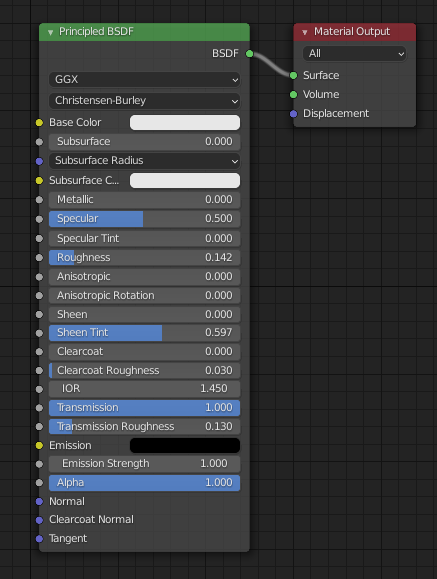 Principled BSDF
BSDF
GGX
Christensen-Burley
Base Color
Subsurface 0.000
Subsurface Radius
Subsurface C...
Metallic 0.000
Specular 0.500
Specular Tint 0.000
Roughness 0.142
Anisotropic 0.000
Anisotropic Rotation 0.000
Sheen 0.000
Sheen Tint 0.597
Clearcoat 0.000
Clearcoat Roughness 0.030
IOR 1.450
Transmission 1.000
Transmission Roughness 0.130
Emission
Emission Strength 1.000
Alpha 1.000
Normal
Clearcoat Normal
Tangent
Material Output
All
Surface
Volume
Displacement